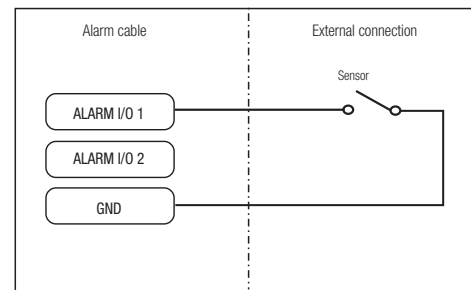 Alarm cable
External connection
Sensor
ALARM I/O 1
ALARM I/O 2
GND